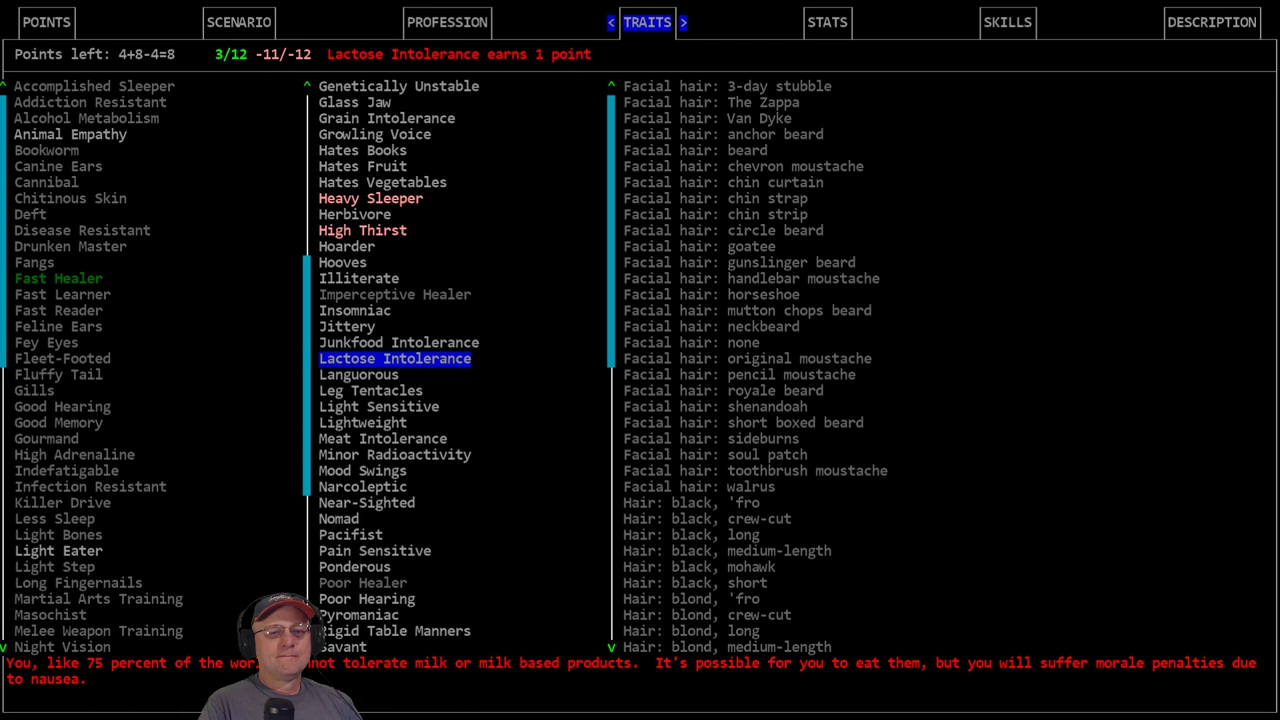 POINTS SCENARIO PROFESSION < TRAITS > STATS SKILLS DESCRIPTION
Points left: 4+8-4=8 3/12 -11/-12 Lactose Intolerance earns 1 point
^ Accomplished Sleeper ^ Genetically Unstable ^ Facial hair: 3-day stubble
Addiction Resistant Glass Jaw Facial hair: The Zappa
Alcohol Metabolism Grain Intolerance Facial hair: Van Dyke
Animal Empathy Growling Voice Facial hair: anchor beard
Bookworm Hates Books Facial hair: beard
Canine Ears Hates Fruit Facial hair: chevron moustache
Cannibal Hates Vegetables Facial hair: chin curtain
Chitinous Skin Heavy Sleeper Facial hair: chin strap
Deft Herbivore Facial hair: chin strip
Disease Resistant High Thirst Facial hair: circle beard
Drunken Master Hoarder Facial hair: goatee
Fangs Hooves Facial hair: gunslinger beard
Fast Healer Illiterate Facial hair: handlebar moustache
Fast Learner Imperceptive Healer Facial hair: horseshoe
Fast Reader Insomniac Facial hair: mutton chops beard
Feline Ears Jittery Facial hair: neckbeard
Fey Eyes Junkfood Intolerance Facial hair: none
Fleet-Footed Lactose Intolerance Facial hair: original moustache
Fluffy Tail Languorous Facial hair: pencil moustache
Gills Leg Tentacles Facial hair: royale beard
Good Hearing Light Sensitive Facial hair: shenandoah
Good Memory Lightweight Facial hair: short boxed beard
Gourmand Meat Intolerance Facial hair: sideburns
High Adrenaline Minor Radioactivity Facial hair: soul patch
Indefatigable Mood Swings Facial hair: toothbrush moustache
Infection Resistant Narcoleptic Facial hair: walrus
Killer Drive Near-Sighted Hair: black, 'fro
Less Sleep Nomad Hair: black, crew-cut
Light Bones Pacifist Hair: black, long
Light Eater Pain Sensitive Hair: black, medium-length
Light Step Ponderous Hair: black, mohawk
Long Fingernails Poor Healer Hair: black, short
Martial Arts Training Poor Hearing Hair: blond, 'fro
Masochist Pyromaniac Hair: blond, crew-cut
Melee Weapon Training Rigid Table Manners Hair: blond, long
v Night Vision Savant v Hair: blond, medium-length
You, like 75 percent of the tolerate milk or milk based products. It's possible for you to eat them, but you will suffer morale penalties due
to nausea.